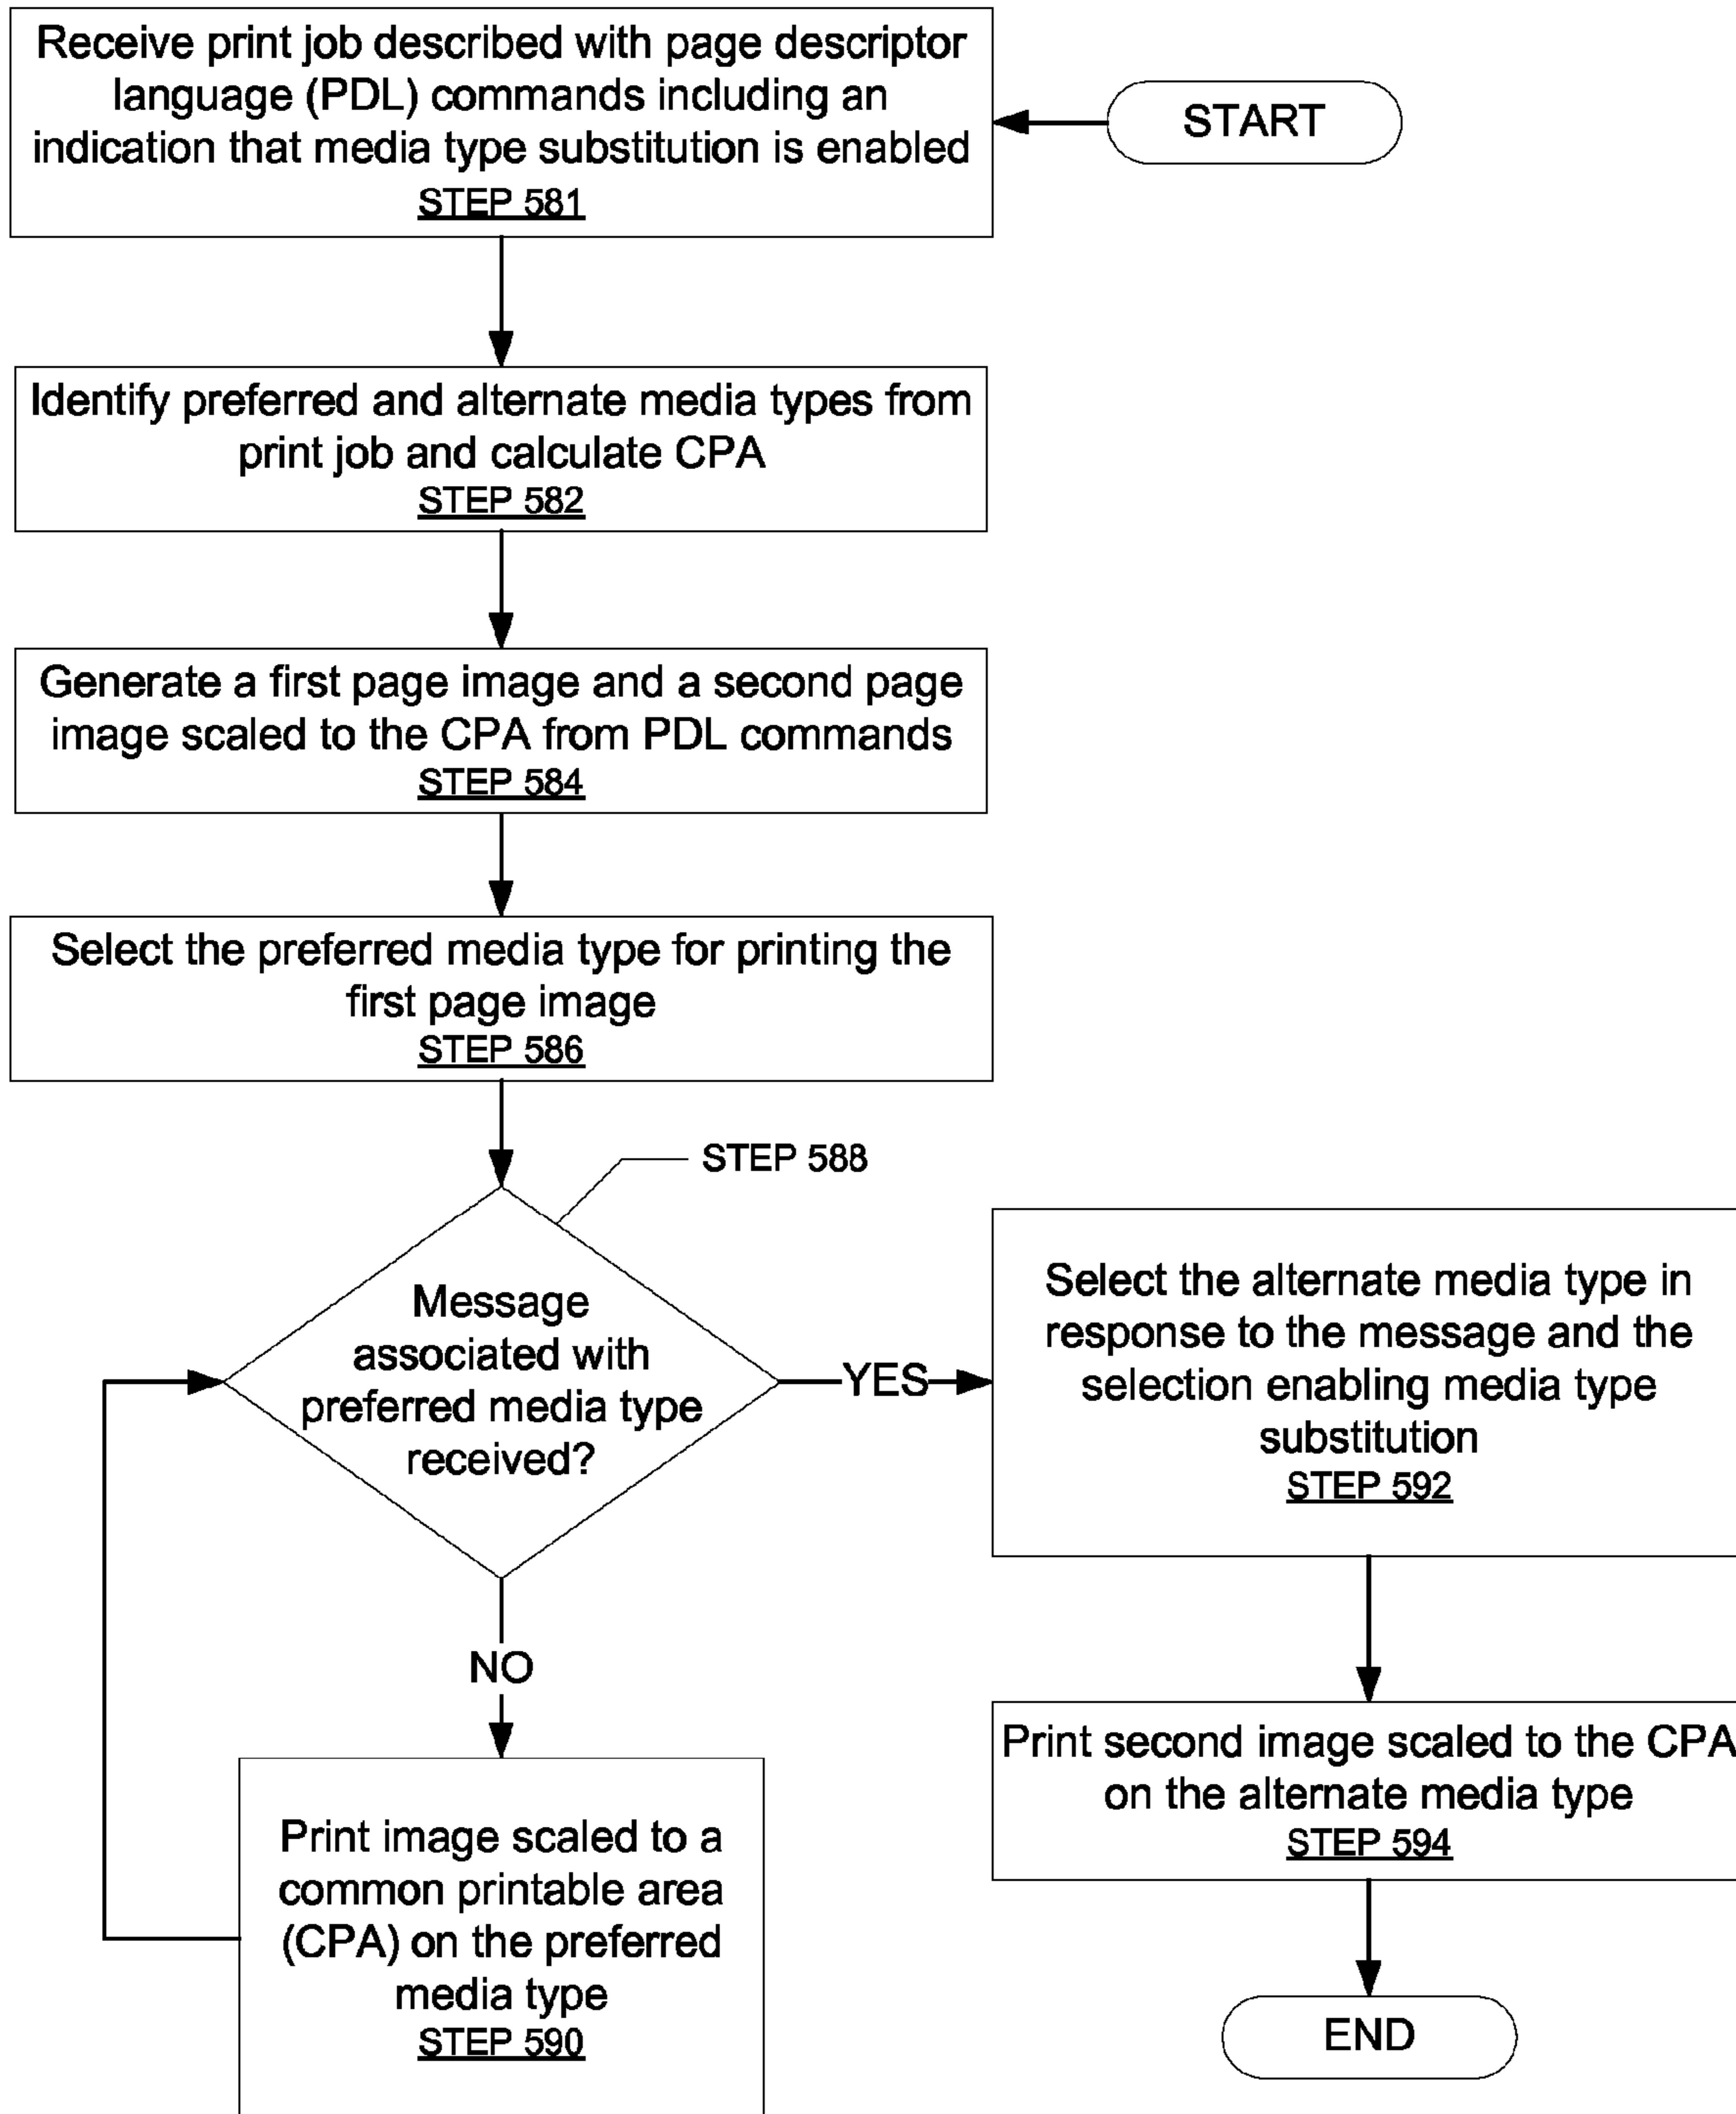 Receive print job described with page descriptor
language (PDL) commands including an
indication that media type substitution is enabled
STEP 581
START
Identify preferred and alternate media types from
print job and calculate CPA
STEP 582
Generate a first page image and a second page
image scaled to the CPA from PDL commands
STEP 584
Select the preferred media type for printing the
first page image
STEP 586
STEP 588
Message
associated with
preferred media type
received?
YES
NO
Select the alternate media type in
response to the message and the
selection enabling media type
substitution
STEP 592
Print image scaled to a
common printable area
(CPA) on the preferred
media type
STEP 590
Print second image scaled to the CPA
on the alternate media type
STEP 594
END